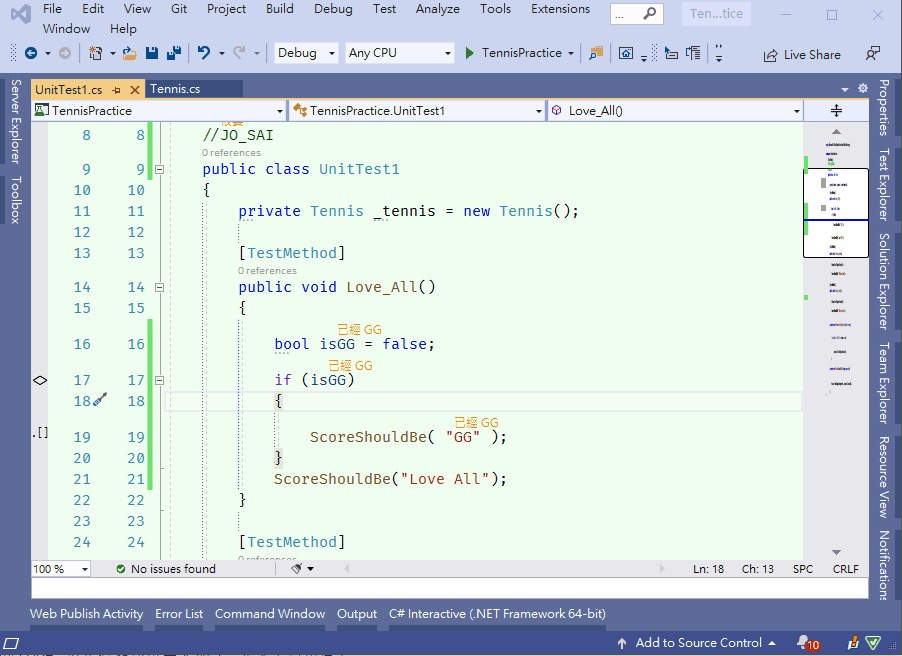 File Edit View Git Project Build Debug Test Analyze Tools Extensions ... Ten...tice
Window Help
Debug Any CPU TennisPractice Live Share
UnitTest1.cs Tennis.cs
TennisPractice TennisPractice.UnitTest1 Love_All()
8 8 //JO_SAI
0 references
9 9 public class UnitTest1
10 10 {
11 11 private Tennis _tennis = new Tennis();
12 12
13 13 [TestMethod]
0 references
14 14 public void Love_All()
15 15 {
已經 GG
16 16 bool isGG = false;
已經 GG
17 17 if (isGG)
18 18 {
已經 GG
19 19 ScoreShouldBe( "GG" );
20 20 }
21 21 ScoreShouldBe("Love All");
22 22 }
23 23
24 24 [TestMethod]
0 references
100 % No issues found Ln: 18 Ch: 13 SPC CRLF
Server Explorer
Toolbox
Properties
Test Explorer
Solution Explorer
Team Explorer
Resource View
Notifications
Web Publish Activity Error List Command Window Output C# Interactive (.NET Framework 64-bit)
Add to Source Control 10